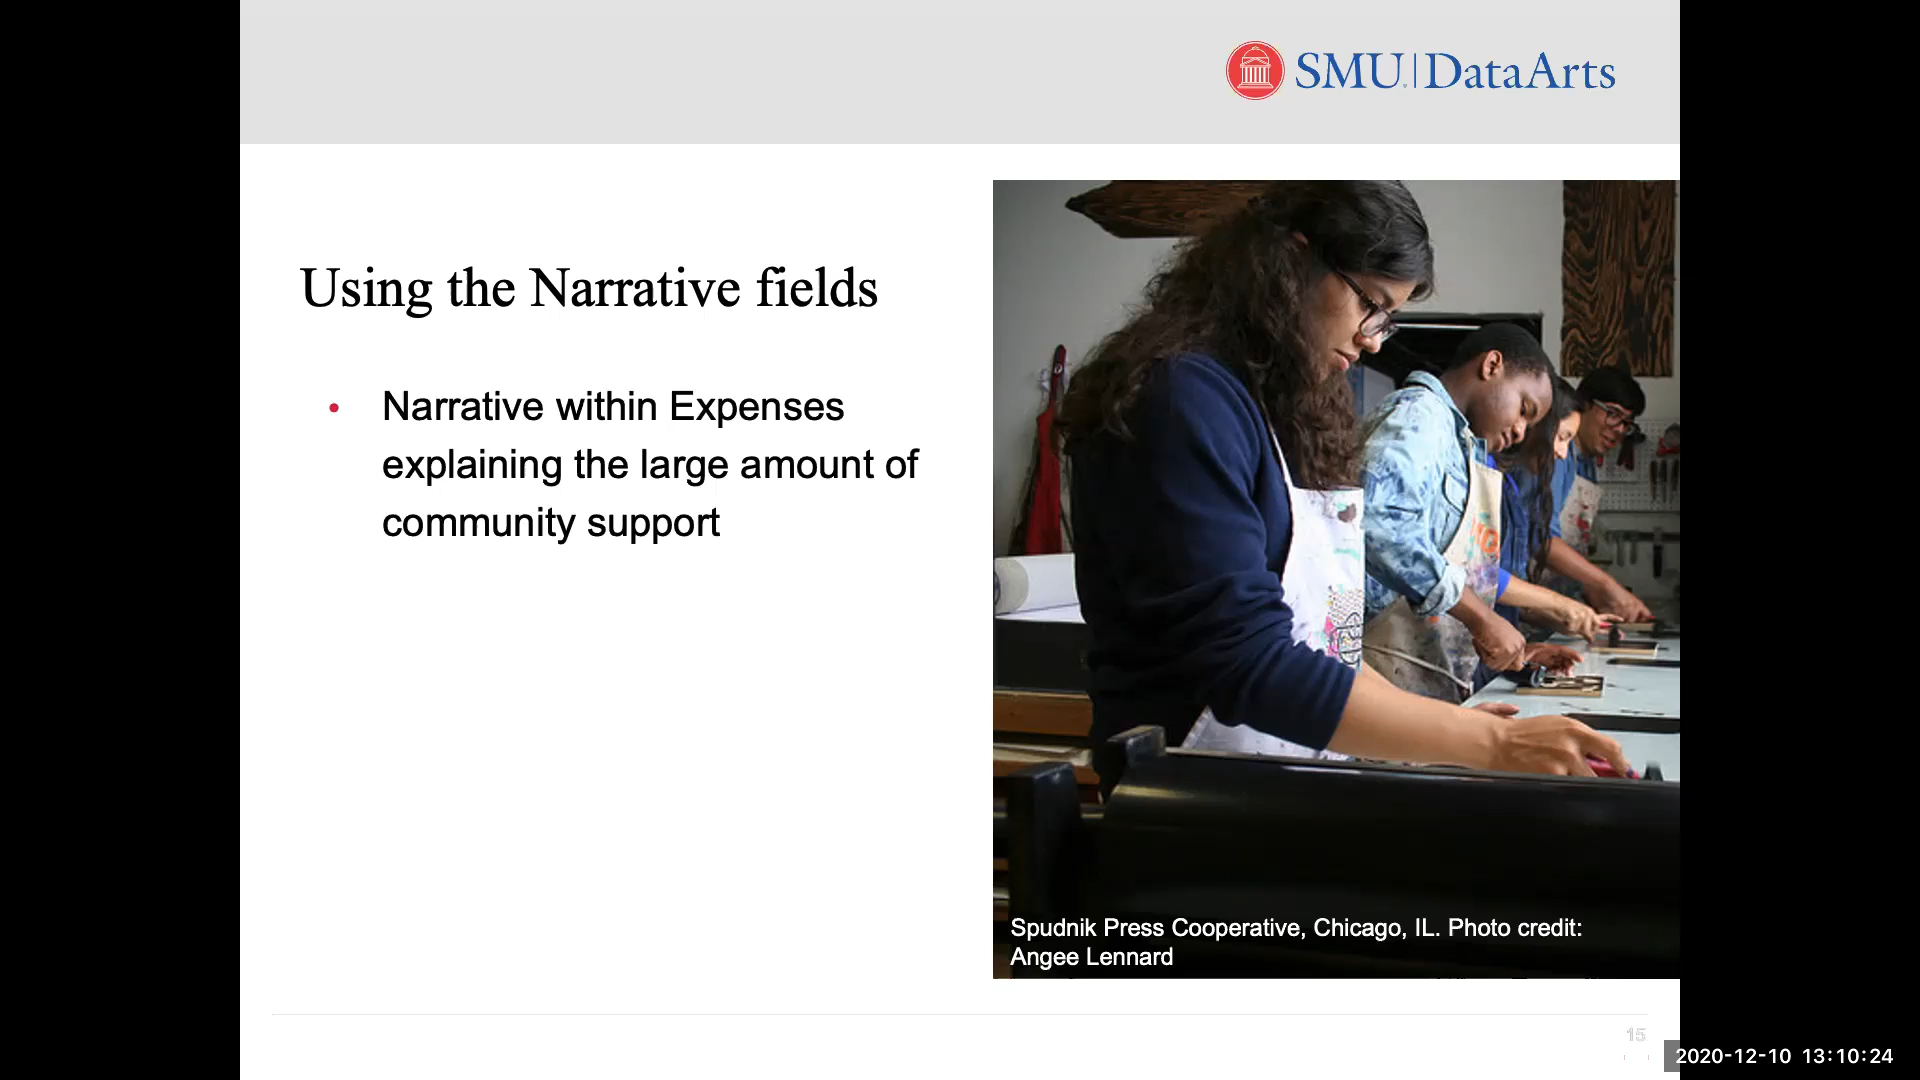 SMU | DataArts
Using the Narrative fields
• Narrative within Expenses
explaining the large amount of
community support
Spudnik Press Cooperative, Chicago, IL. Photo credit:
Angee Lennard
15
2020-12-10 13:10:24